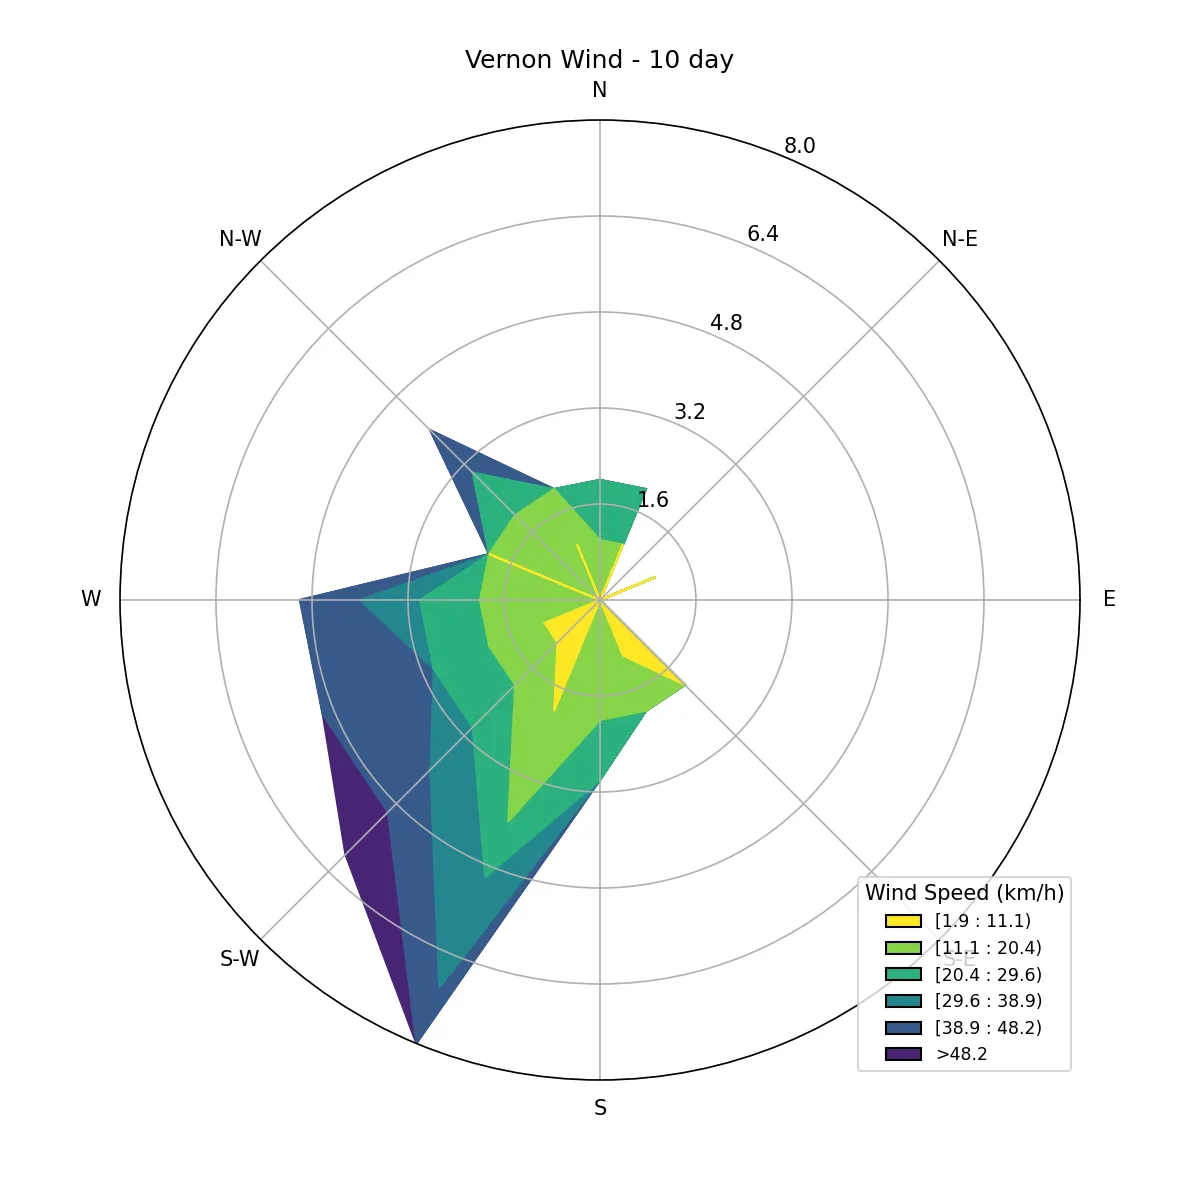 Vernon Wind - 10 day
N
8.0
N-W
6.4
N-E
4.8
3.2
1.6
W
E
Wind Speed (km/h)
[1.9 : 11.1)
[11.1 : 20.4)
S-W
S-E
[20.4 : 29.6)
[29.6 : 38.9)
[38.9 : 48.2)
>48.2
S